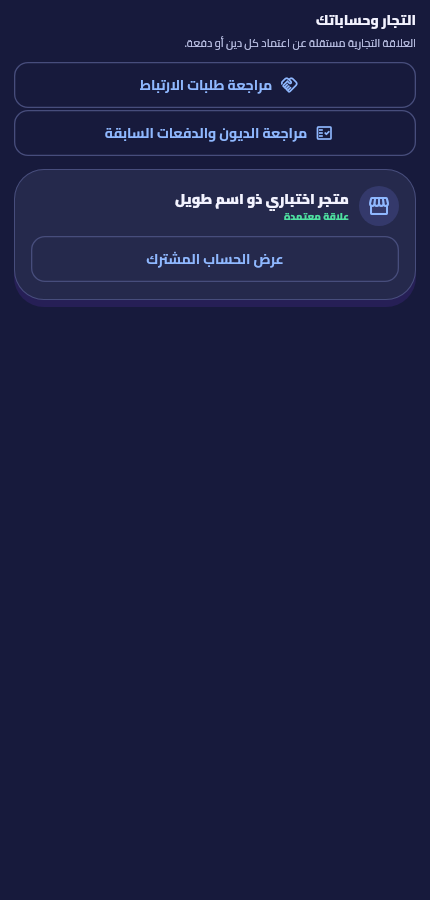 التجار وحساباتك
العلاقة التجارية مستقلة عن اعتماد كل دين أو دفعة.
مراجعة طلبات الارتباط
مراجعة الديون والدفعات السابقة
متجر اختباري ذو اسم طويل
علاقة معتمدة
عرض الحساب المشترك